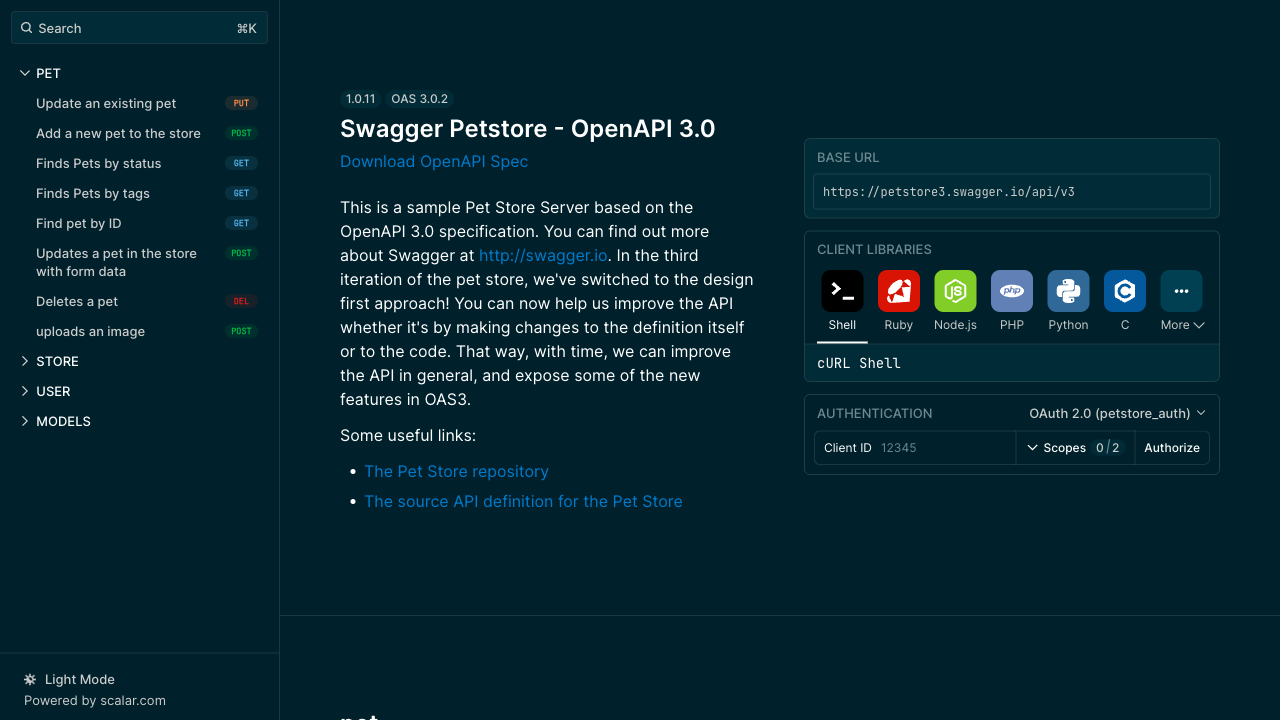 Search ⌘K
PET
Update an existing pet PUT
Add a new pet to the store POST
Finds Pets by status GET
Finds Pets by tags GET
Find pet by ID GET
Updates a pet in the store POST
with form data
Deletes a pet DEL
uploads an image POST
STORE
USER
MODELS
Light Mode
Powered by scalar.com
1.0.11 OAS 3.0.2
Swagger Petstore - OpenAPI 3.0
Download OpenAPI Spec
This is a sample Pet Store Server based on the
OpenAPI 3.0 specification. You can find out more
about Swagger at http://swagger.io. In the third
iteration of the pet store, we've switched to the design
first approach! You can now help us improve the API
whether it's by making changes to the definition itself
or to the code. That way, with time, we can improve
the API in general, and expose some of the new
features in OAS3.
Some useful links:
• The Pet Store repository
• The source API definition for the Pet Store
BASE URL
https://petstore3.swagger.io/api/v3
CLIENT LIBRARIES
php
Shell Ruby Node.js PHP Python C More
cURL Shell
AUTHENTICATION OAuth 2.0 (petstore_auth)
Client ID 12345 Scopes 0/2 Authorize
pet